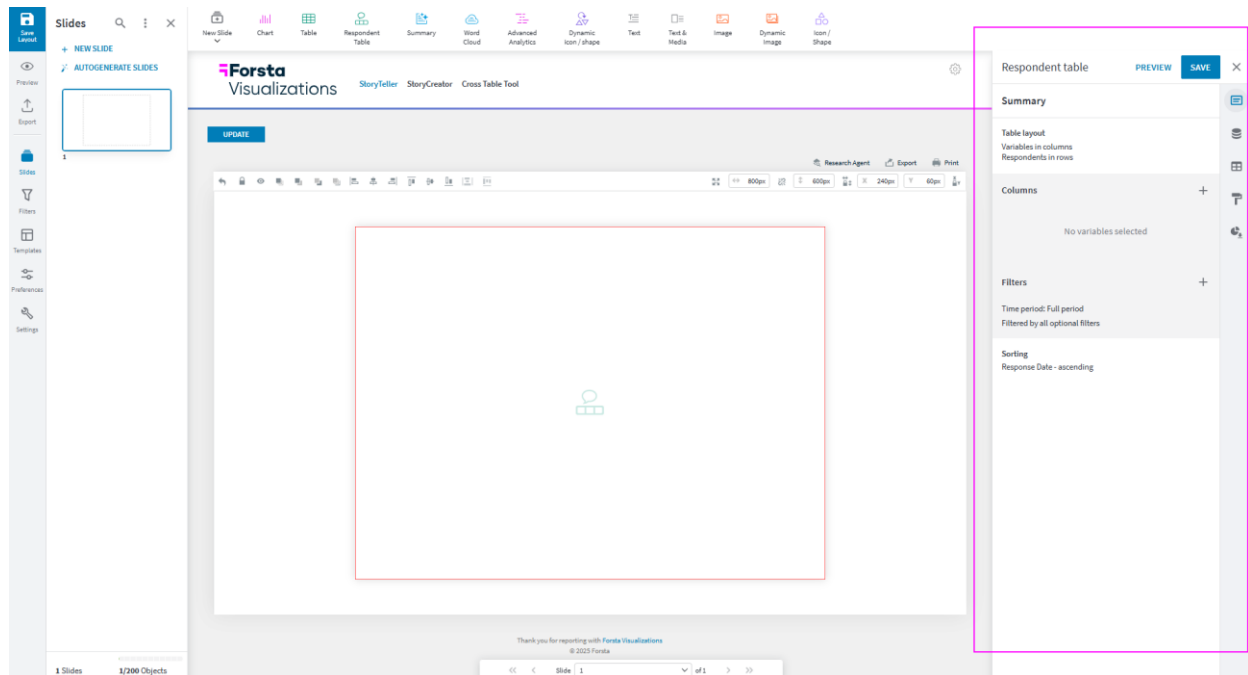 Save
Layout
Preview
Export
Slides
Filters
Templates
Preferences
Settings
Slides
+ NEW SLIDE
AUTOGENERATE SLIDES
1
1 Slides
1/200 Objects
New Slide
Chart
Table
Respondent
Table
Summary
Word
Cloud
Advanced
Analytics
Dynamic
Icon / shape
Text
Text &
Media
Image
Dynamic
Image
Icon /
Shape
Forsta
Visualizations
StoryTeller StoryCreator Cross Table Tool
UPDATE
Research Agent Export Print
800px 600px X 240px Y 60px
Thank you for reporting with Forsta Visualizations
© 2025 Forsta
Slide 1 of 1
Respondent table PREVIEW SAVE
Summary
Table layout
Variables in columns
Respondents in rows
Columns
No variables selected
Filters
Time period: Full period
Filtered by all optional filters
Sorting
Response Date - ascending